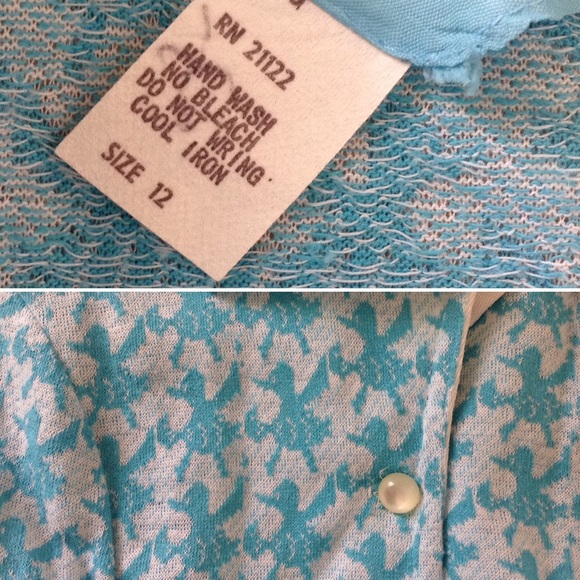 RN 21122
HAND WASH
NO BLEACH
DO NOT WRING
COOL IRON
SIZE 12